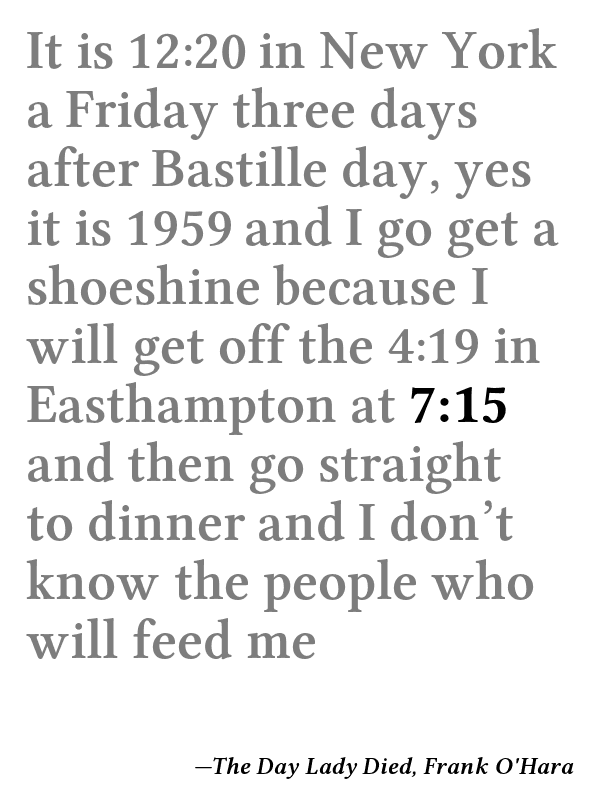 It is 12:20 in New York
a Friday three days
after Bastille day, yes
it is 1959 and I go get a
shoeshine because I
will get off the 4:19 in
Easthampton at 7:15
and then go straight
to dinner and I don’t
know the people who
will feed me
—The Day Lady Died, Frank O'Hara